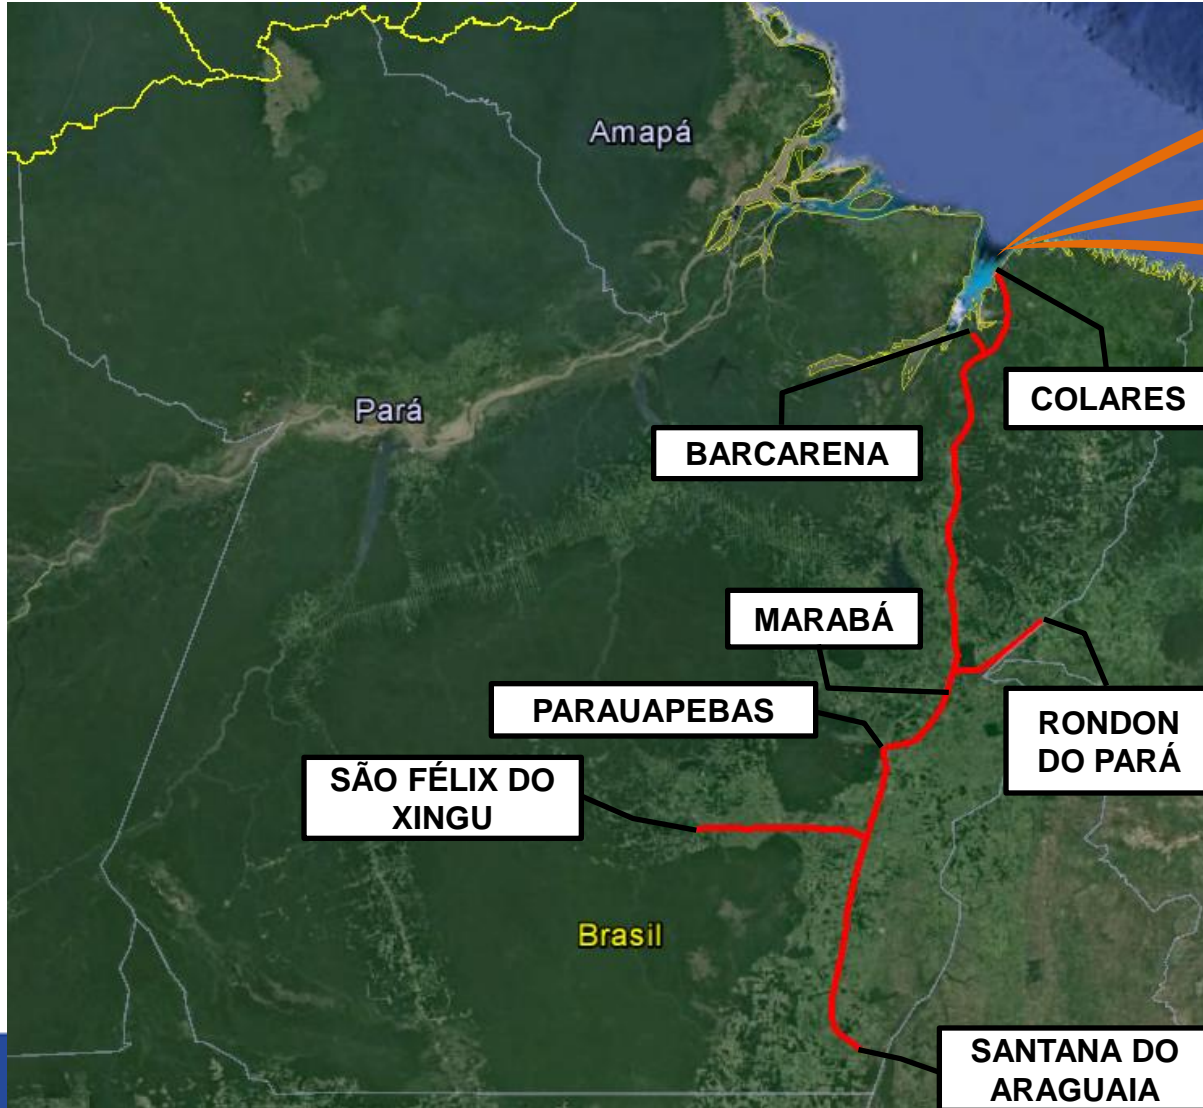 Amapá
COLARES
Pará
BARCARENA
MARABÁ
PARAUAPEBAS
RONDON
DO PARÁ
SÃO FÉLIX DO
XINGU
Brasil
SANTANA DO
ARAGUAIA